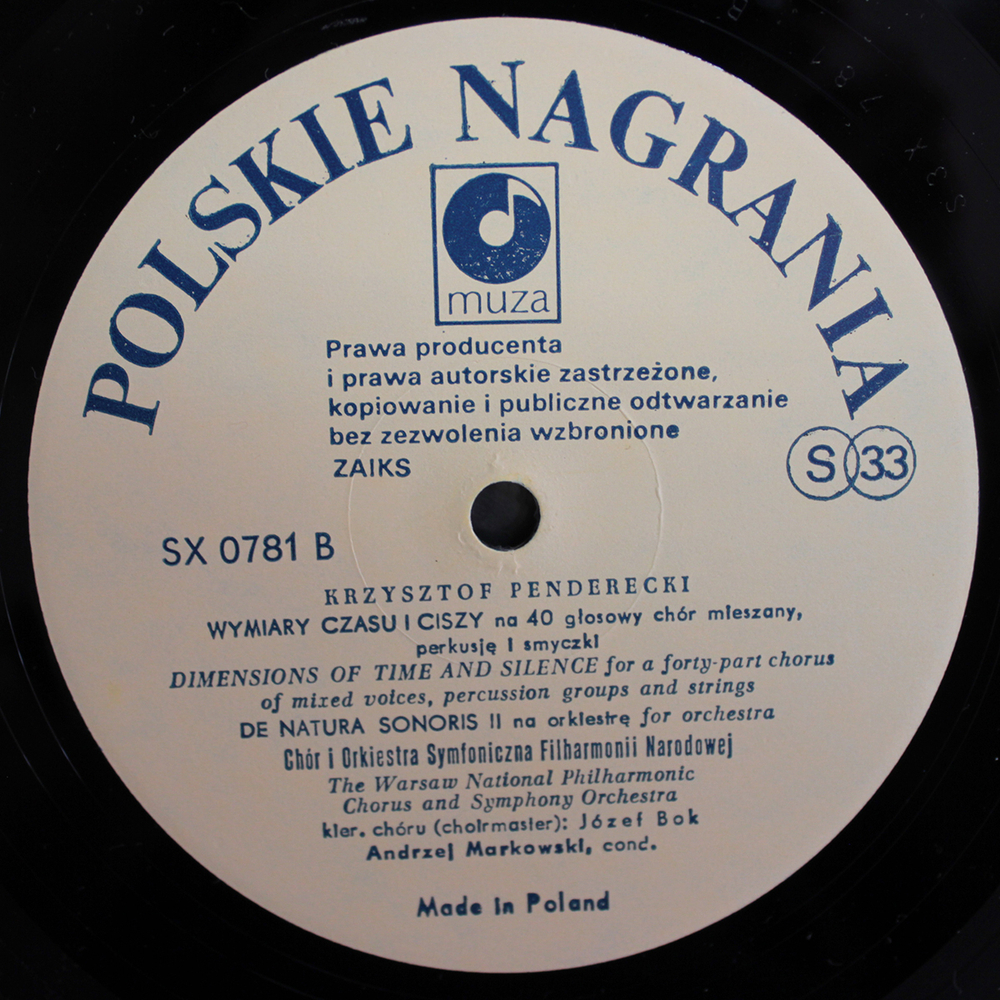 POLSKIE NAGRANIA
muza
Prawa producenta
i prawa autorskie zastrzeżone,
kopiowanie i publiczne odtwarzanie
bez zezwolenia wzbronione
ZAIKS
S 33
SX 0781 B
KRZYSZTOF PENDERECKI
WYMIARY CZASU I CISZY na 40 głosowy chór mieszany,
perkusję i smyczki
DIMENSIONS OF TIME AND SILENCE for a forty-part chorus
of mixed voices, percussion groups and strings
DE NATURA SONORIS II na orkiestrę for orchestra
Chór i Orkiestra Symfoniczna Filharmonii Narodowej
The Warsaw National Philharmonic
Chorus and Symphony Orchestra
kier. chóru (choirmaster): Józef Bok
Andrzej Markowski, cond.
Made in Poland